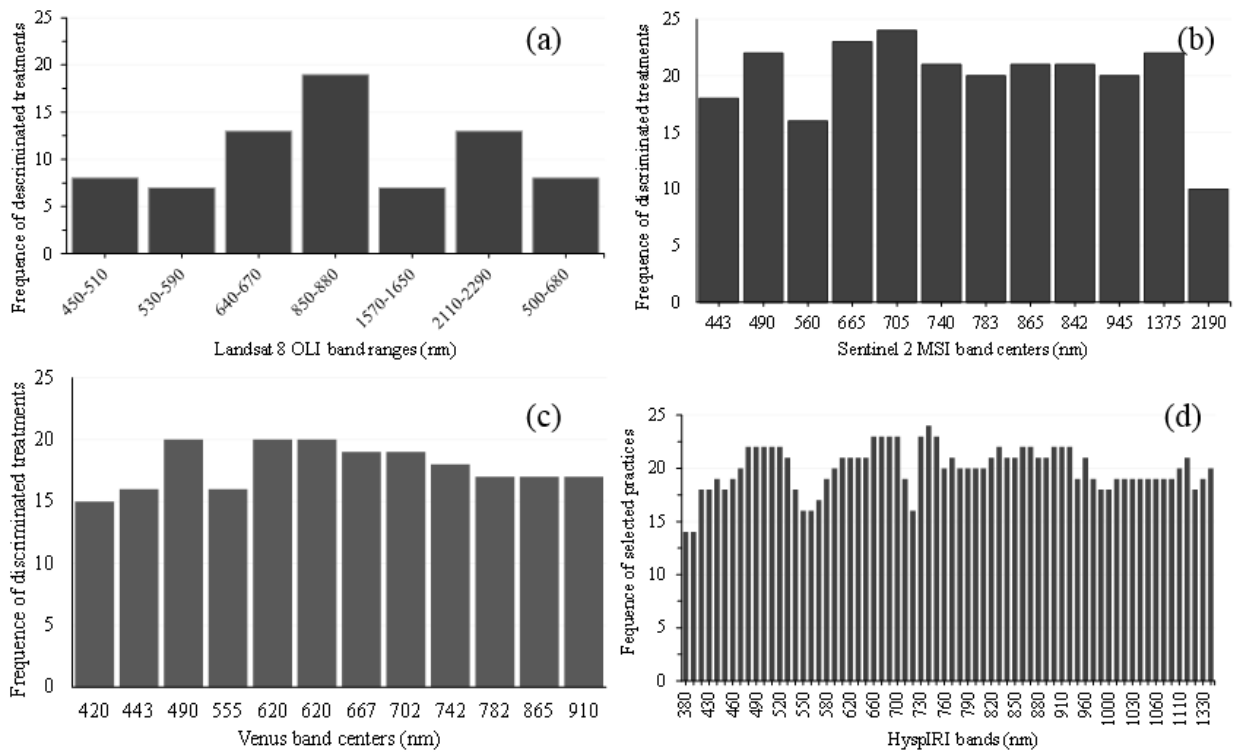 (a)
Frequence of descriminated treatments
25
20
15
10
5
0
450-510 530-590 640-670 850-880 1570-1650 2110-2290 500-680
Landsat 8 OLI band ranges (nm)
(b)
Frequence of discriminated treatments
25
20
15
10
5
0
443 490 560 665 705 740 783 865 842 945 1375 2190
Sentinel 2 MSI band centers (nm)
(c)
Frequence of discriminated treatments
25
20
15
10
5
0
420 443 490 555 620 620 667 702 742 782 865 910
Venus band centers (nm)
(d)
Fequence of selected practices
25
20
15
10
5
0
380 430 460 490 520 550 580 620 660 700 730 760 790 820 850 880 910 960 1000 1030 1060 1110 1330
HyspIRI bands (nm)